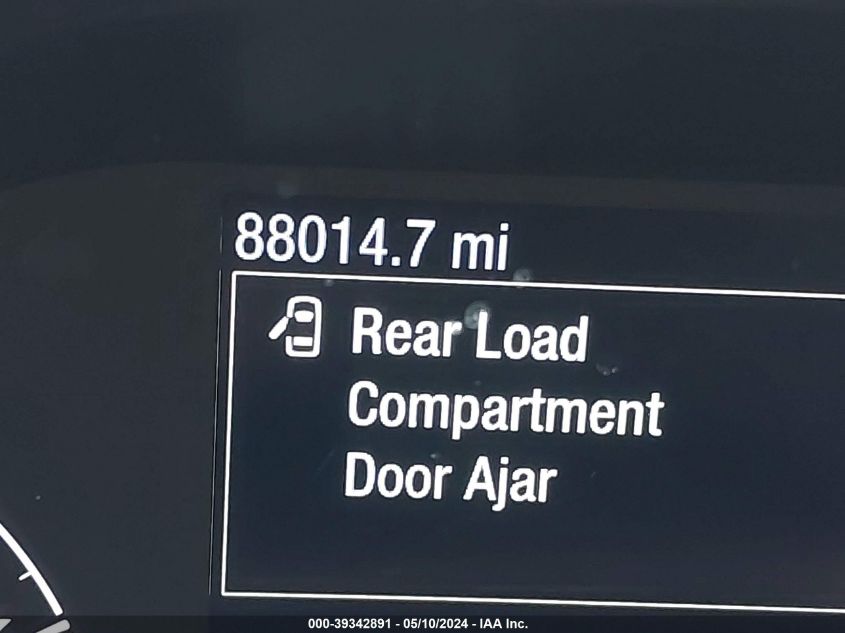 88014.7 mi
Rear Load
Compartment
Door Ajar
000-39342891 - 05/10/2024 - IAA Inc.